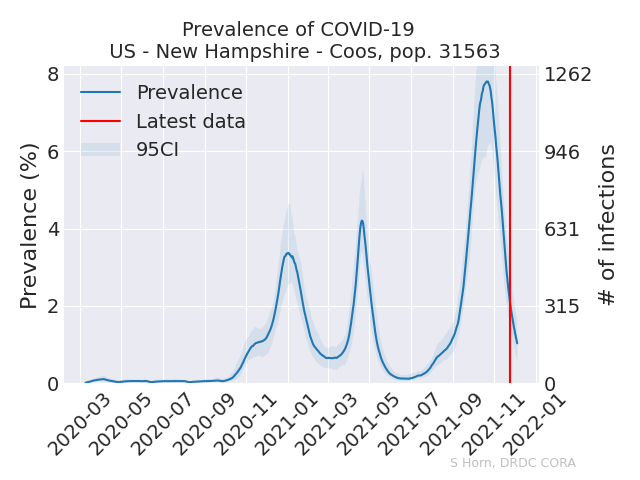 Prevalence of COVID-19
US - New Hampshire - Coos, pop. 31563
Prevalence
Latest data
95CI
Prevalence (%)
8
6
4
2
0
1262
946
631
315
0
# of infections
2020-03
2020-05
2020-07
2020-09
2020-11
2021-01
2021-03
2021-05
2021-07
2021-09
2021-11
2022-01
S Horn, DRDC CORA